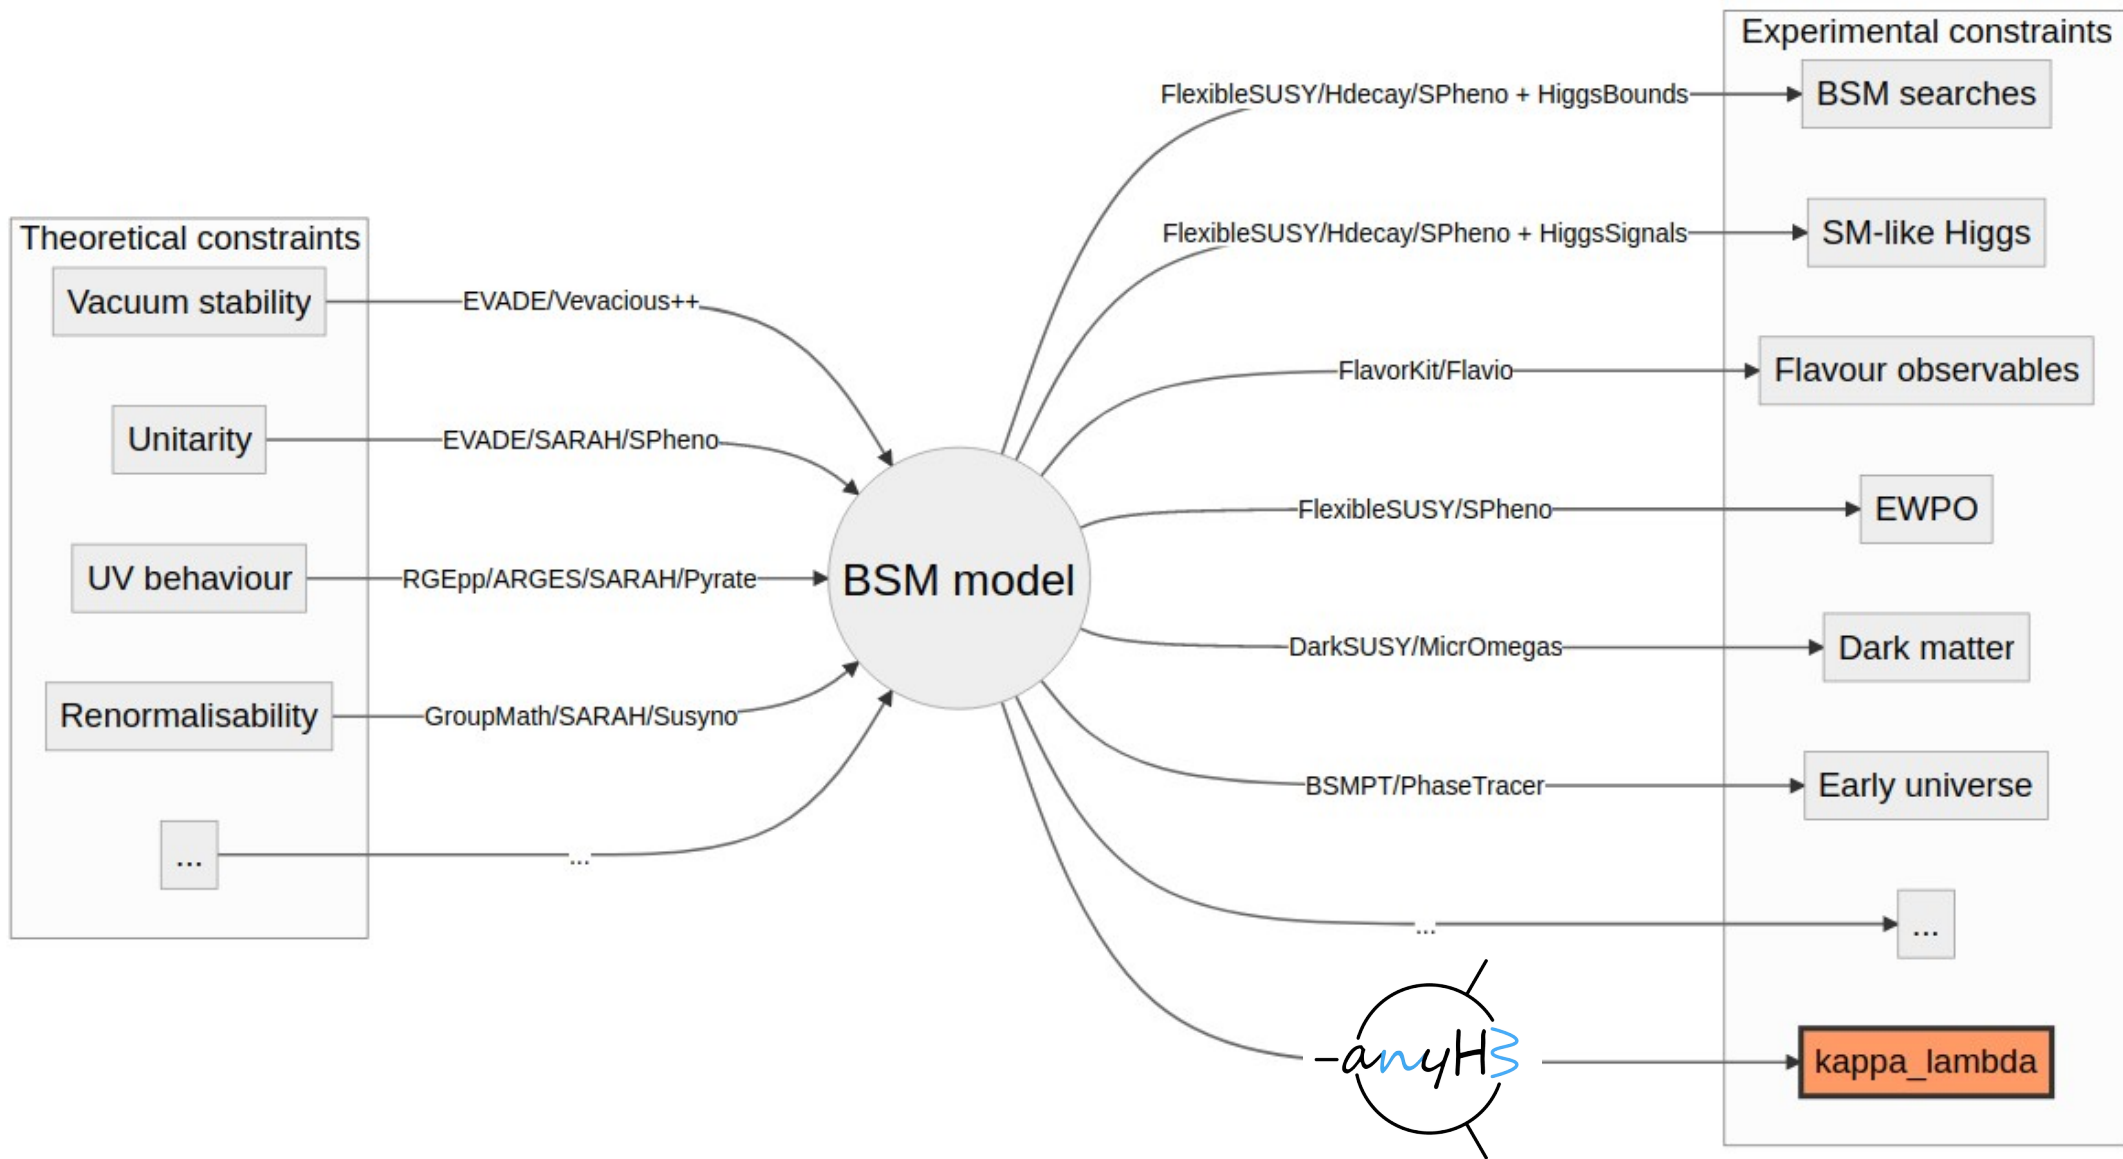 Theoretical constraints
Vacuum stability
EVADE/Vevacious++
Unitarity
EVADE/SARAH/SPheno
UV behaviour
RGEpp/ARGES/SARAH/Pyrate
Renormalisability
GroupMath/SARAH/Susyno
...
...
BSM model
Experimental constraints
FlexibleSUSY/Hdecay/SPheno + HiggsBounds
BSM searches
FlexibleSUSY/Hdecay/SPheno + HiggsSignals
SM-like Higgs
FlavorKit/Flavio
Flavour observables
FlexibleSUSY/SPheno
EWPO
DarkSUSY/MicrOmegas
Dark matter
BSMPT/PhaseTracer
Early universe
...
...
anyH3
kappa_lambda